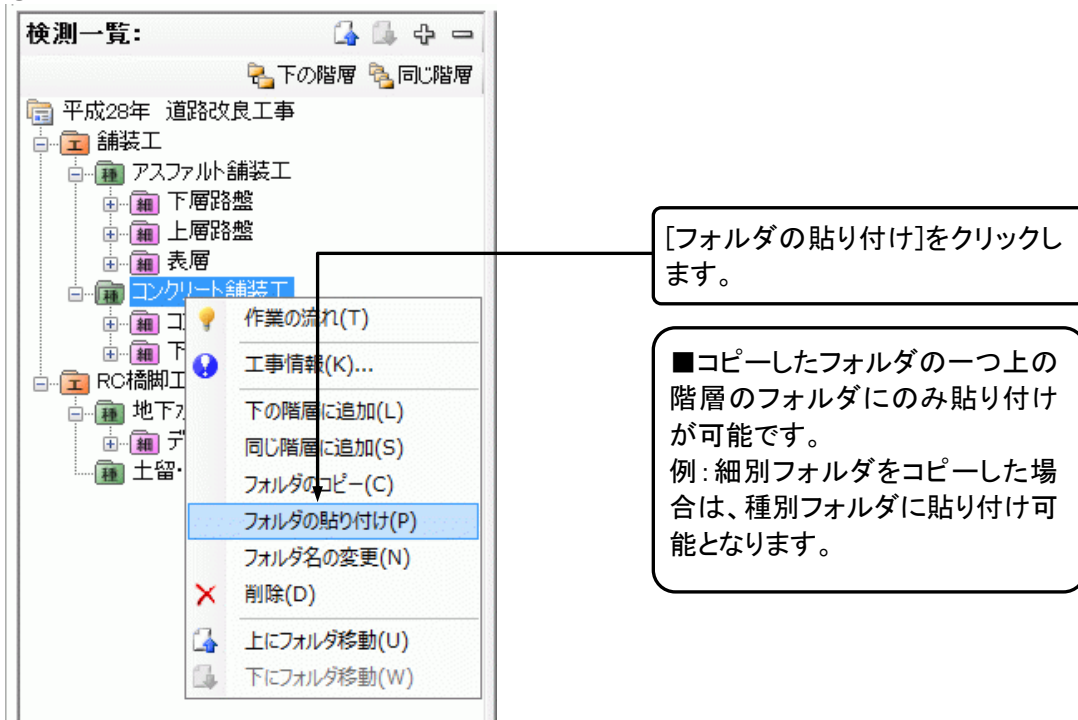 検測一覧:
下の階層 同じ階層
平成28年 道路改良工事
工 舗装工
種 アスファルト舗装工
細 下層路盤
細 上層路盤
細 表層
種 コンクリート舗装工
細 コ
細 下
工 RC橋脚工
種 地下水
細 デ
種 土留・
作業の流れ(T)
工事情報(K)...
下の階層に追加(L)
同じ階層に追加(S)
フォルダのコピー(C)
フォルダの貼り付け(P)
フォルダ名の変更(N)
削除(D)
上にフォルダ移動(U)
下にフォルダ移動(W)
[フォルダの貼り付け]をクリックし
ます。
■コピーしたフォルダの一つ上の
階層のフォルダにのみ貼り付け
が可能です。
例:細別フォルダをコピーした場
合は、種別フォルダに貼り付け可
能となります。